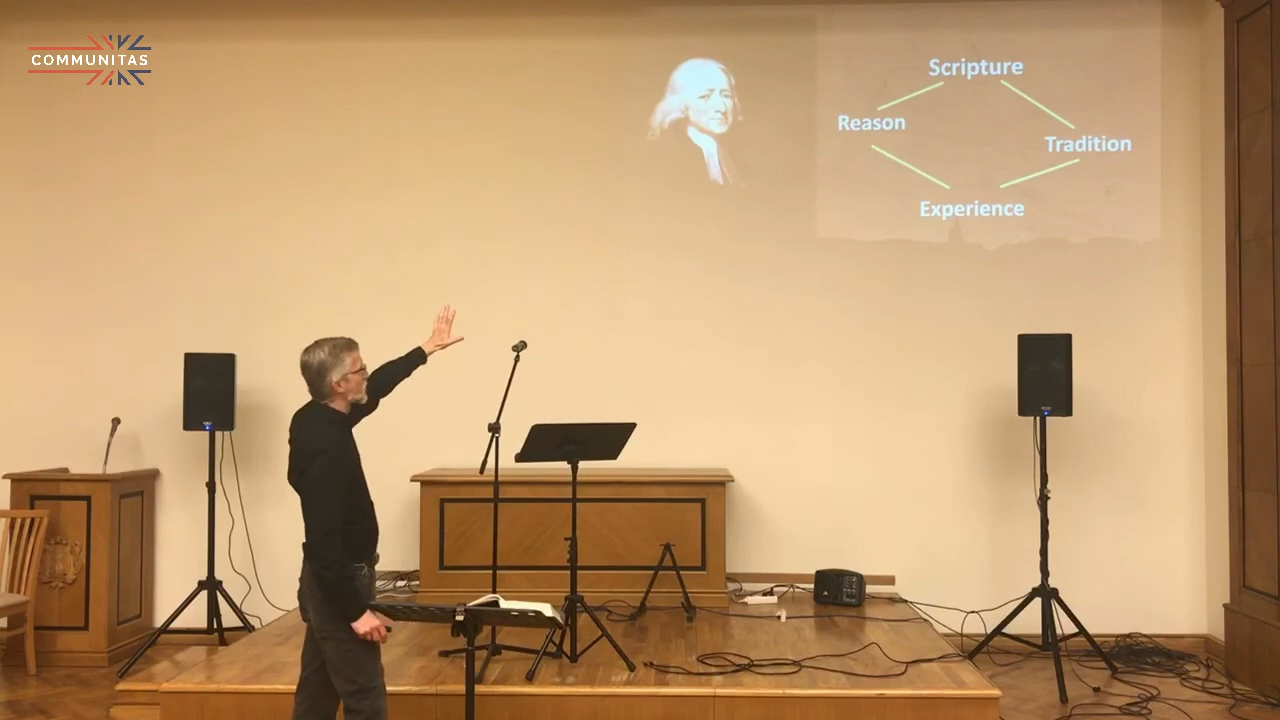 COMMUNITAS
Scripture
Reason
Tradition
Experience